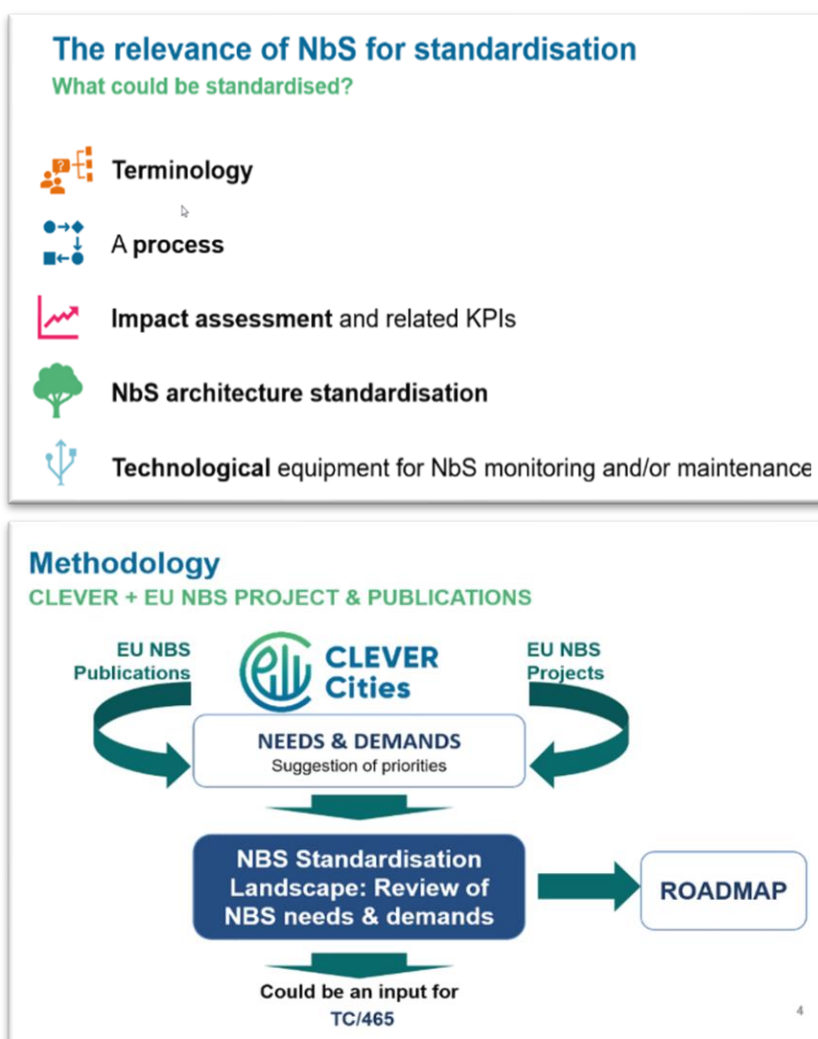 The relevance of NbS for standardisation
What could be standardised?
?
Terminology
A process
Impact assessment and related KPIs
NbS architecture standardisation
Technological equipment for NbS monitoring and/or maintenance
Methodology
CLEVER + EU NBS PROJECT & PUBLICATIONS
EU NBS
Publications
CLEVER
Cities
EU NBS
Projects
NEEDS & DEMANDS
Suggestion of priorities
NBS Standardisation
Landscape: Review of
NBS needs & demands
ROADMAP
Could be an input for
TC/465
4